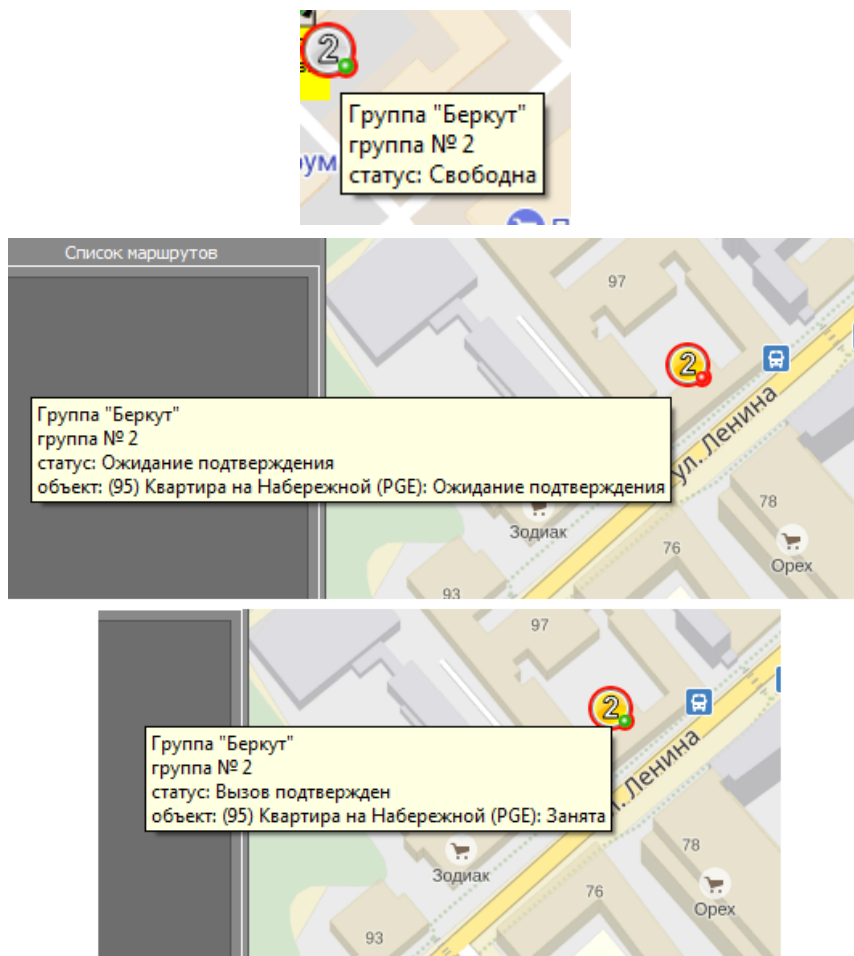 2
Группа "Беркут"
группа № 2
статус: Свободна
ум
Список маршрутов
97
2
ул. Ленина
Группа "Беркут"
группа № 2
статус: Ожидание подтверждения
объект: (95) Квартира на Набережной (PGE): Ожидание подтверждения
Зодиак
78
76
Орех
93
97
2
. Ленина
Группа "Беркут"
группа № 2
статус: Вызов подтвержден
объект: (95) Квартира на Набережной (PGE): Занята
78
Зодиак
76
Орех
93